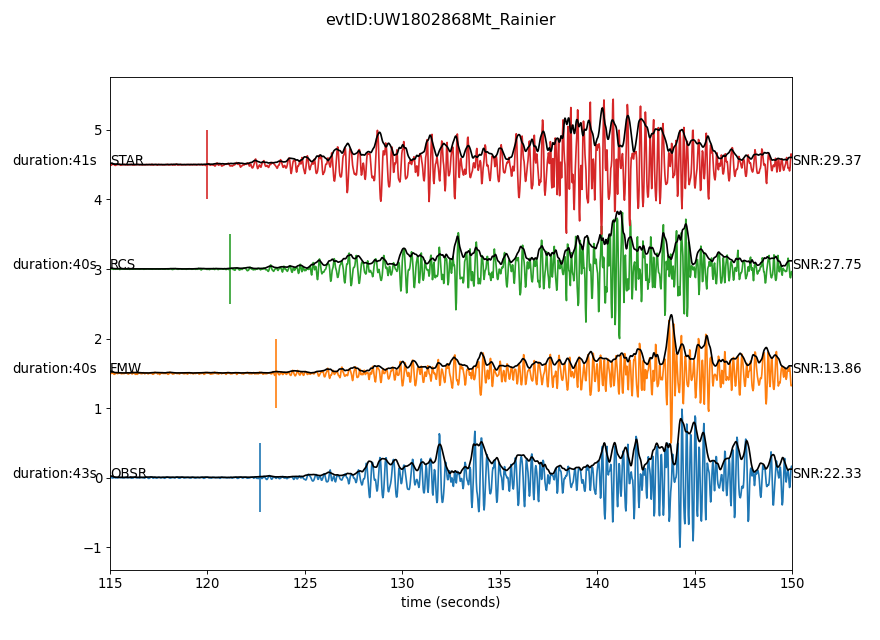 evtID:UW1802868Mt_Rainier
5
duration:41s STAR SNR:29.37
4
duration:40s RCS SNR:27.75
3
2
duration:40s FMW SNR:13.86
1
duration:43s OBSR SNR:22.33
0
−1
115 120 125 130 135 140 145 150
time (seconds)